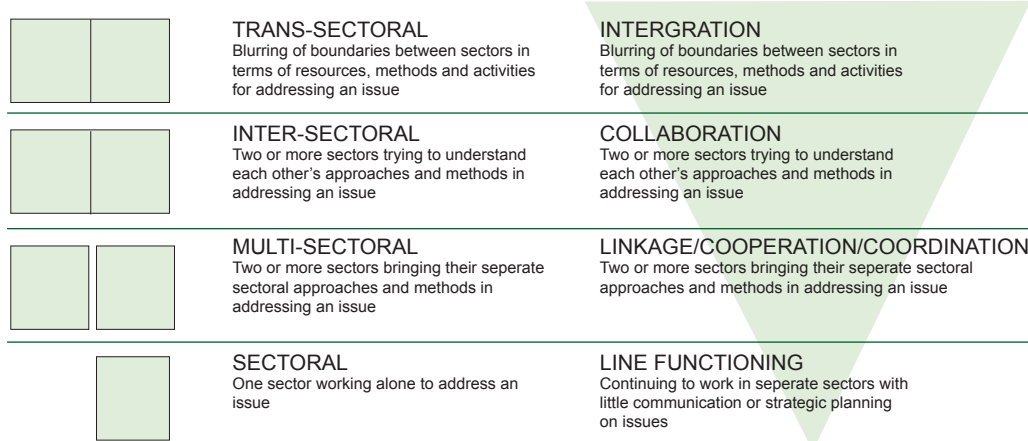 TRANS-SECTORAL
Blurring of boundaries between sectors in
terms of resources, methods and activities
for addressing an issue
INTERGRATION
Blurring of boundaries between sectors in
terms of resources, methods and activities
for addressing an issue
INTER-SECTORAL
Two or more sectors trying to understand
each other's approaches and methods in
addressing an issue
COLLABORATION
Two or more sectors trying to understand
each other's approaches and methods in
addressing an issue
MULTI-SECTORAL
Two or more sectors bringing their seperate
sectoral approaches and methods in
addressing an issue
LINKAGE/COOPERATION/COORDINATION
Two or more sectors bringing their seperate sectoral
approaches and methods in addressing an issue
SECTORAL
One sector working alone to address an
issue
LINE FUNCTIONING
Continuing to work in seperate sectors with
little communication or strategic planning
on issues